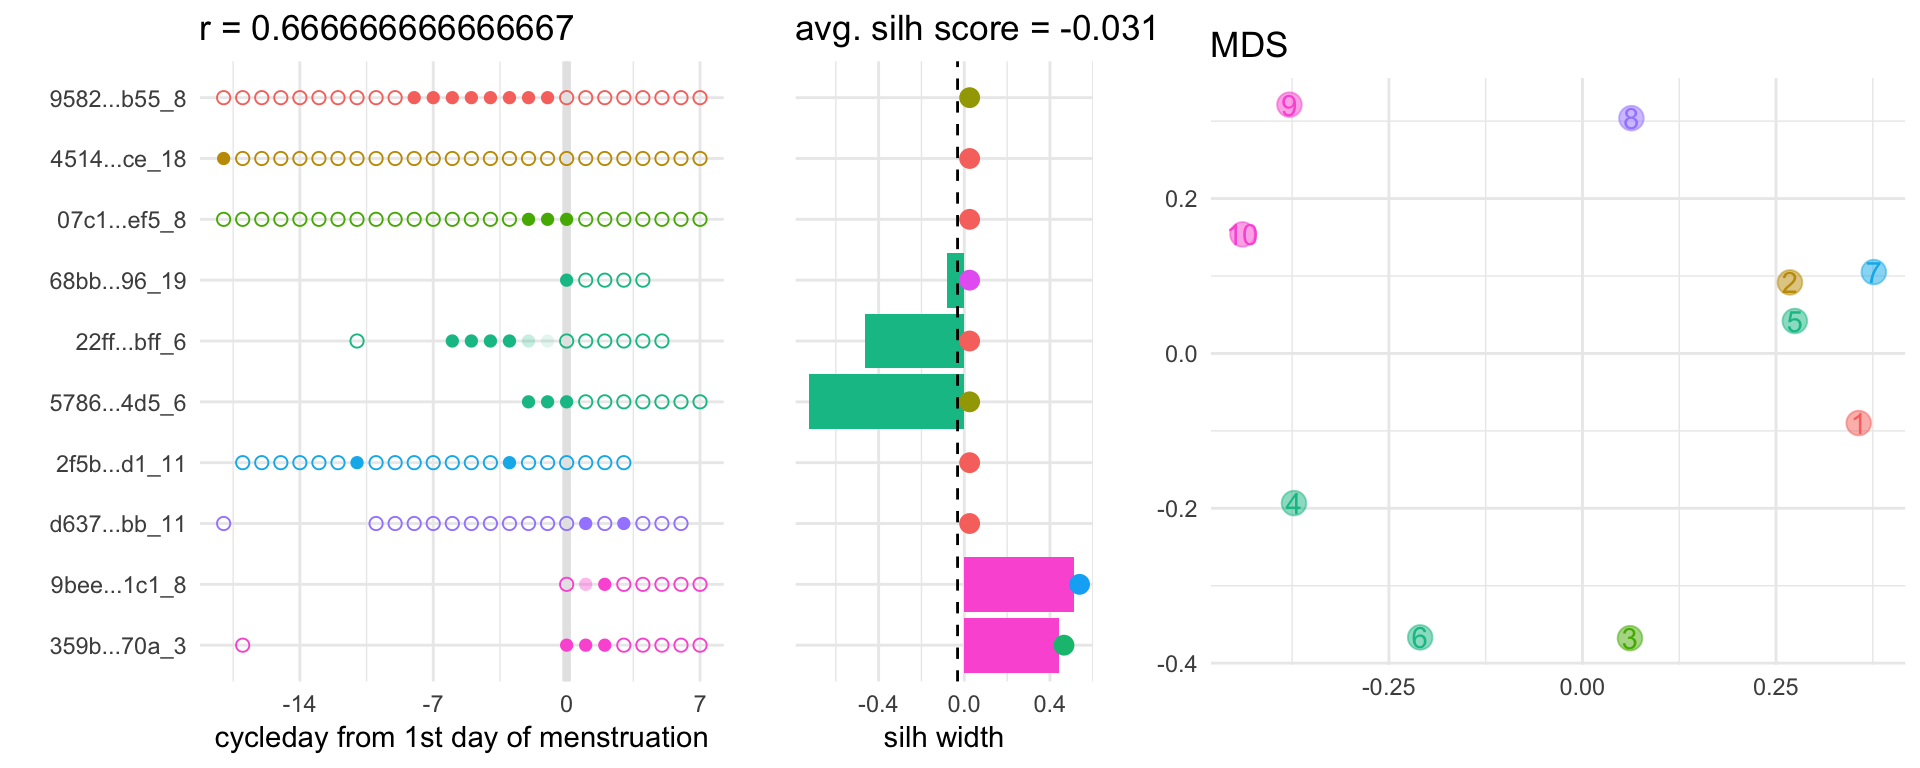 r = 0.666666666666667
9582...b55_8
4514...ce_18
07c1...ef5_8
68bb...96_19
22ff...bff_6
5786...4d5_6
2f5b...d1_11
d637...bb_11
9bee...1c1_8
359b...70a_3
-14 -7 0 7
cycleday from 1st day of menstruation
avg. silh score = -0.031
-0.4 0.0 0.4
silh width
MDS
9
8
0.2
10
7
2
5
0.0
1
4
-0.2
6
3
-0.4
-0.25 0.00 0.25